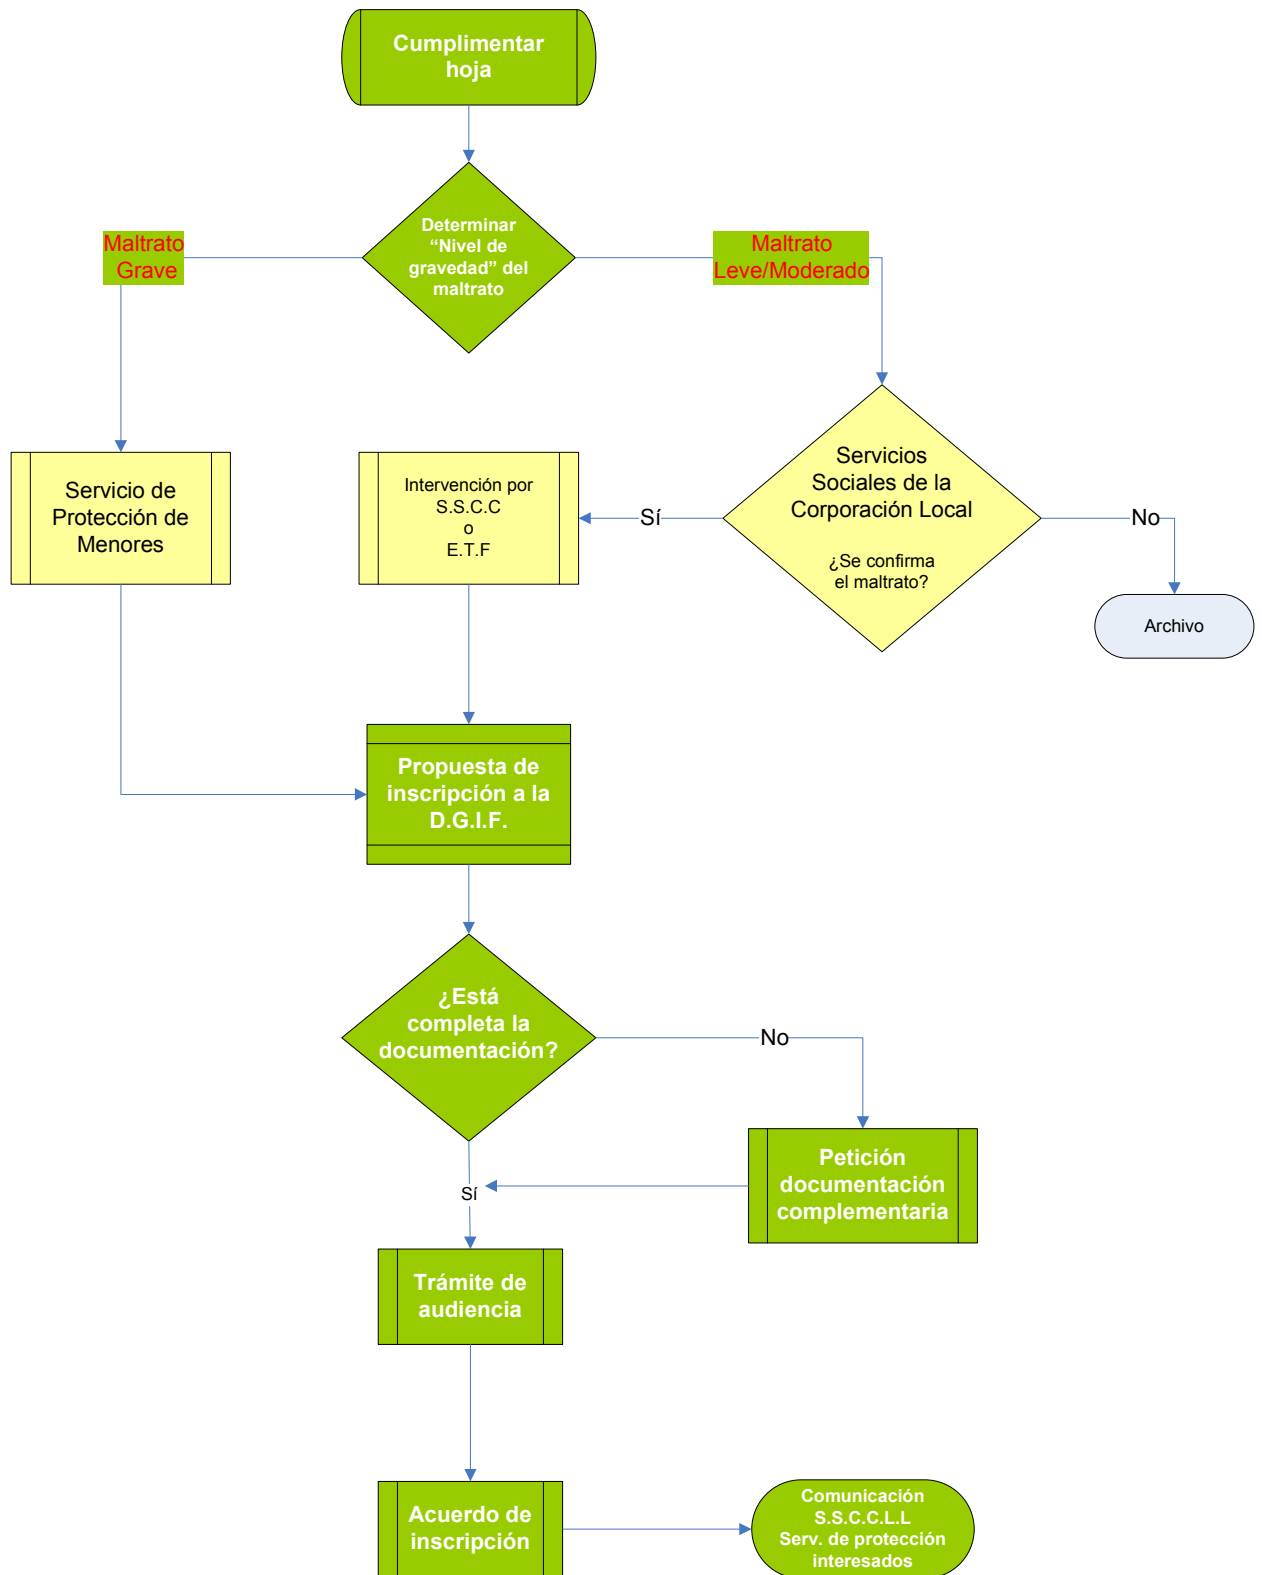 Cumplimentar
hoja
Determinar
“Nivel de
gravedad” del
maltrato
Maltrato
Grave
Maltrato
Leve/Moderado
Servicio de
Protección de
Menores
Intervención por
S.S.C.C
o
E.T.F
Sí
Servicios
Sociales de la
Corporación Local
¿Se confirma
el maltrato?
No
Archivo
Propuesta de
inscripción a la
D.G.I.F.
¿Está
completa la
documentación?
No
Petición
documentación
complementaria
Sí
Trámite de
audiencia
Acuerdo de
inscripción
Comunicación
S.S.C.C.L.L
Serv. de protección
interesados